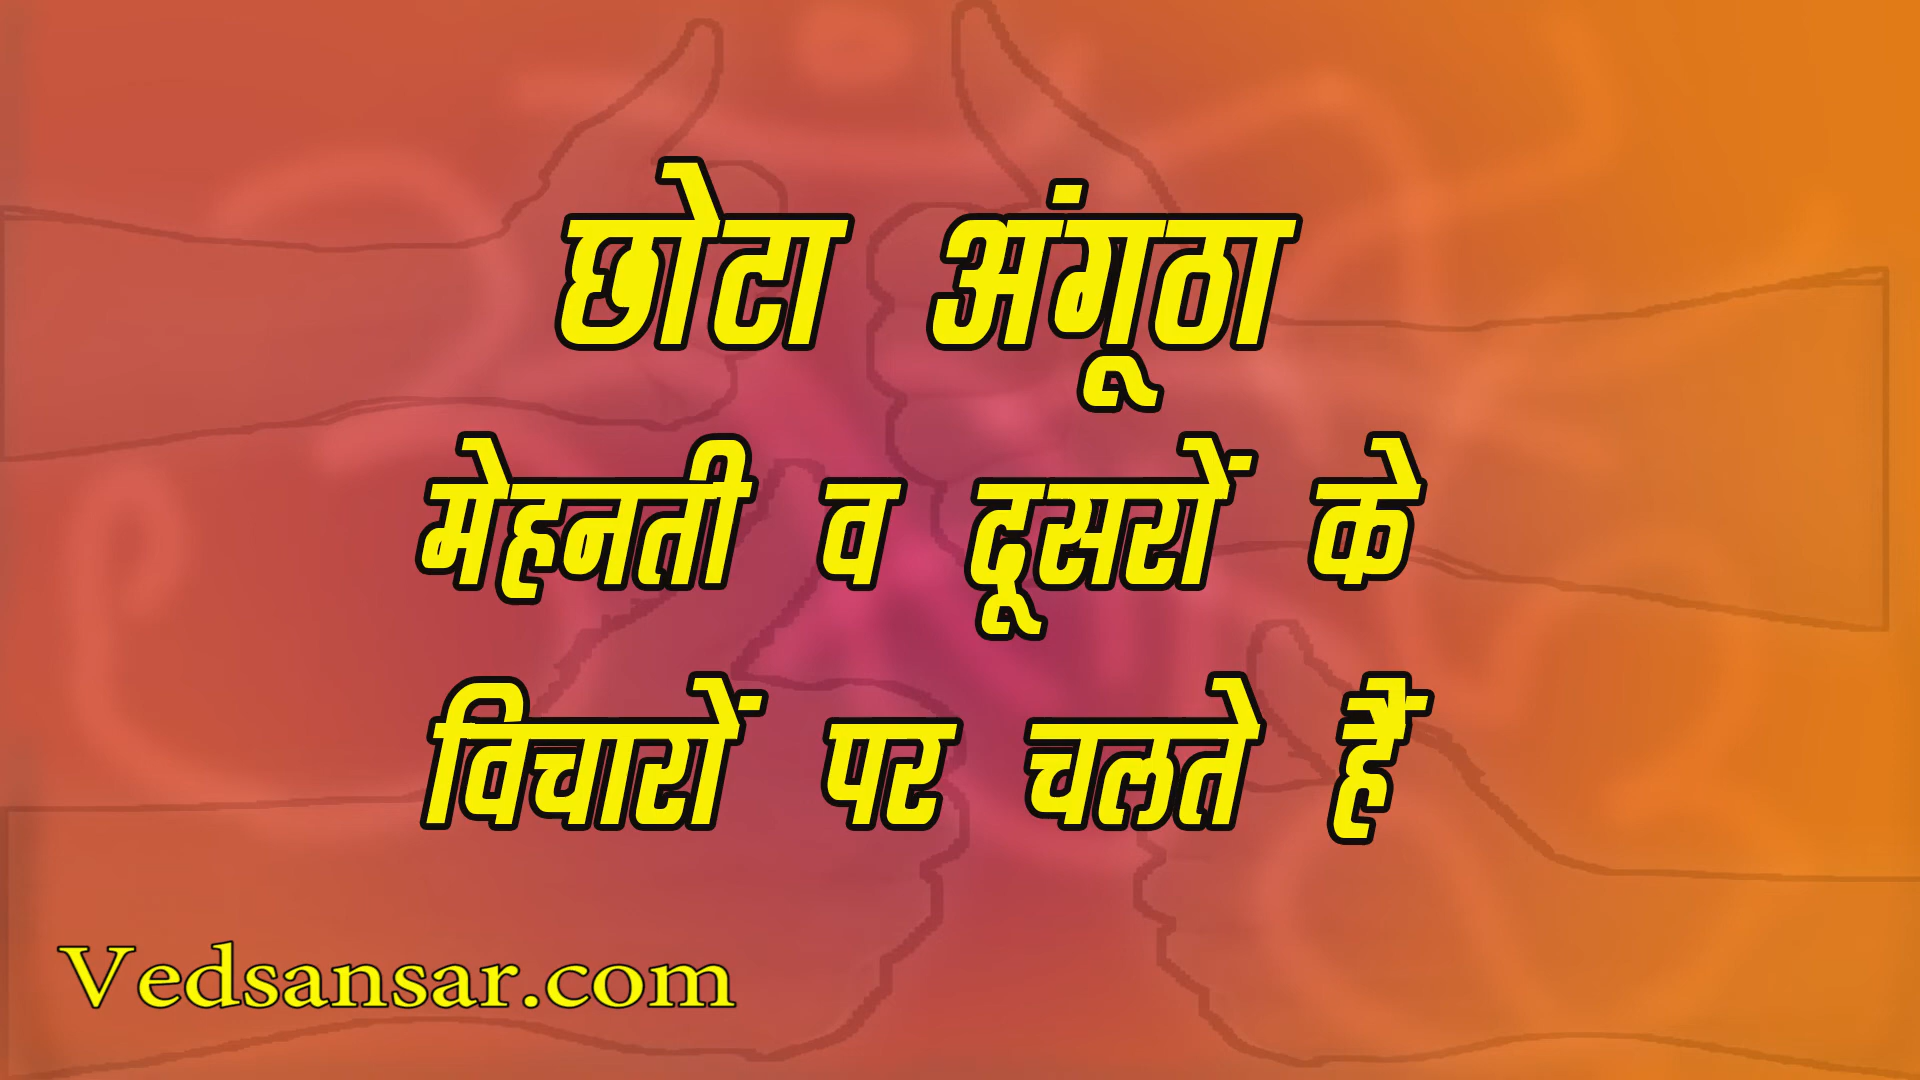 छोटा अंगूठा
मेहनती व दूसरों के
विचारों पर चलते हैं
Vedsansar.com